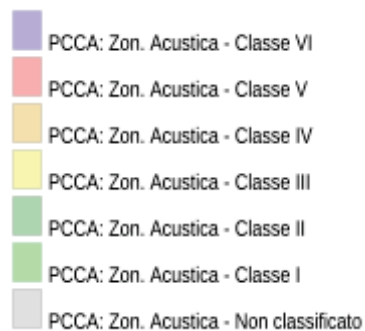 PCCA: Zon. Acustica - Classe VI
PCCA: Zon. Acustica - Classe V
PCCA: Zon. Acustica - Classe IV
PCCA: Zon. Acustica - Classe III
PCCA: Zon. Acustica - Classe II
PCCA: Zon. Acustica - Classe I
PCCA: Zon. Acustica - Non classificato